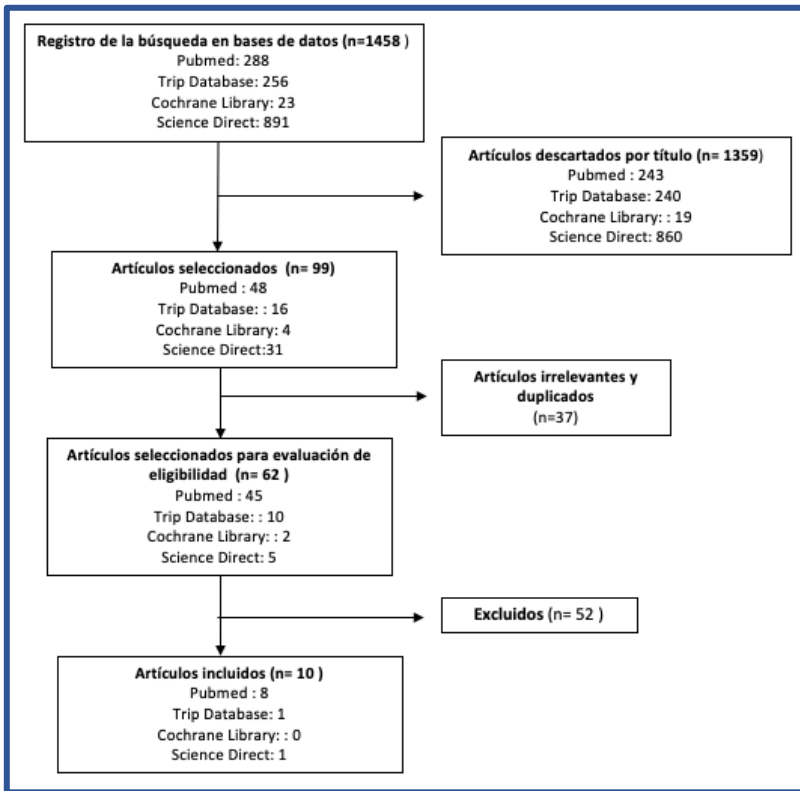 Registro de la búsqueda en bases de datos (n=1458 )
Pubmed: 288
Trip Database: 256
Cochrane Library: 23
Science Direct: 891
Artículos descartados por título (n= 1359)
Pubmed : 243
Trip Database: 240
Cochrane Library: : 19
Science Direct: 860
Artículos seleccionados (n= 99)
Pubmed : 48
Trip Database: : 16
Cochrane Library: 4
Science Direct:31
Artículos irrelevantes y
duplicados
(n=37)
Artículos seleccionados para evaluación de
eligibilidad (n= 62 )
Pubmed : 45
Trip Database: : 10
Cochrane Library: : 2
Science Direct: 5
Excluidos (n= 52 )
Artículos incluidos (n= 10 )
Pubmed : 8
Trip Database: 1
Cochrane Library: : 0
Science Direct: 1